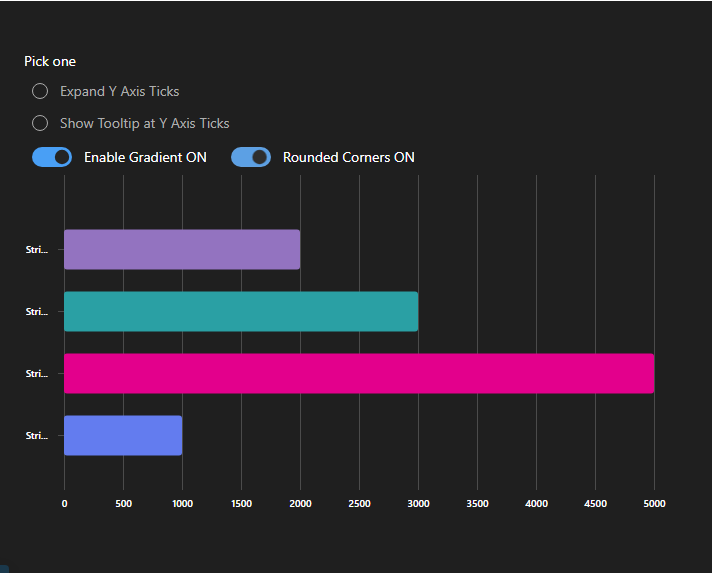 Pick one
Expand Y Axis Ticks
Show Tooltip at Y Axis Ticks
Enable Gradient ON Rounded Corners ON
Stri...
Stri...
Stri...
Stri...
0 500 1000 1500 2000 2500 3000 3500 4000 4500 5000